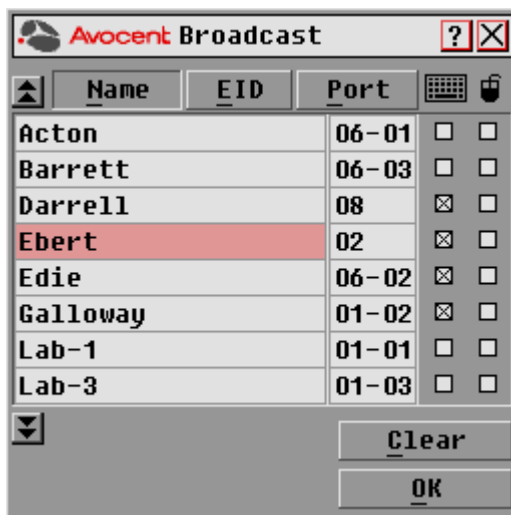 Avocent Broadcast ? X
Name EID Port
Acton 06-01
Barrett 06-03
Darrell 08
Ebert 02
Edie 06-02
Galloway 01-02
Lab-1 01-01
Lab-3 01-03
Clear
OK